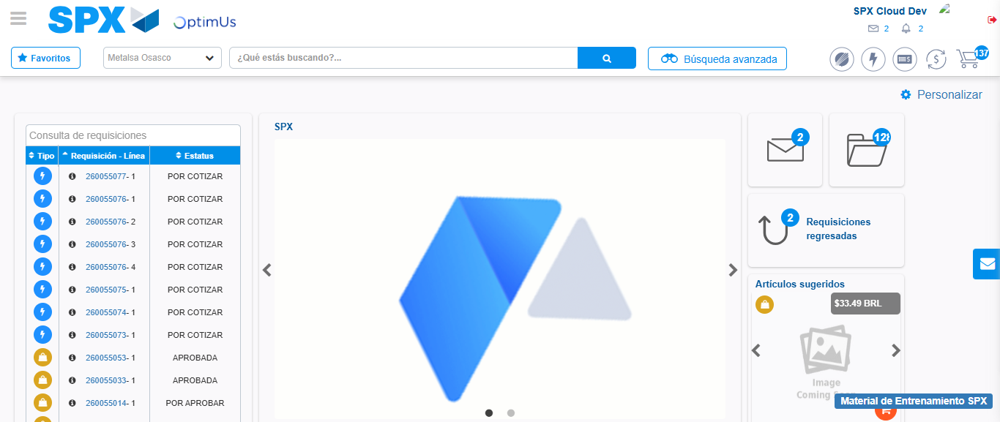 SPX
OptimUs
SPX Cloud Dev
2
2
Favoritos
Metalsa Osasco
¿Qué estás buscando?...
Búsqueda avanzada
137
Personalizar
Consulta de requisiciones
Tipo
Requisición - Línea
Estatus
260055077- 1
POR COTIZAR
260055076- 1
POR COTIZAR
260055076- 2
POR COTIZAR
260055076- 3
POR COTIZAR
260055076- 4
POR COTIZAR
260055075- 1
POR COTIZAR
260055074- 1
POR COTIZAR
260055073- 1
POR COTIZAR
260055053- 1
APROBADA
260055033- 1
APROBADA
260055014- 1
POR APROBAR
SPX
2
2
Requisiciones
regresadas
Artículos sugeridos
$33.49 BRL
Image
Coming
Material de Entrenamiento SPX